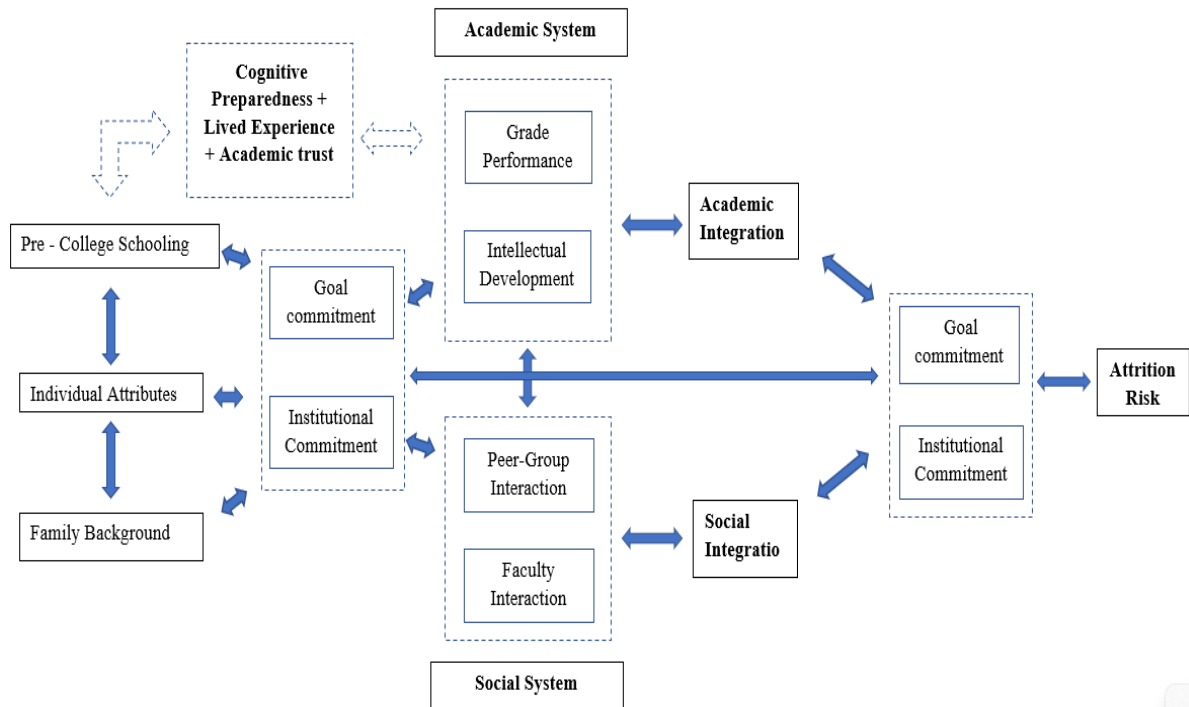 Academic System
Cognitive
Preparedness +
Lived Experience
+ Academic trust
Grade
Performance
Intellectual
Development
Academic
Integration
Pre - College Schooling
Individual Attributes
Family Background
Goal
commitment
Institutional
Commitment
Peer-Group
Interaction
Faculty
Interaction
Social
Integratio
Goal
commitment
Institutional
Commitment
Attrition
Risk
Social System